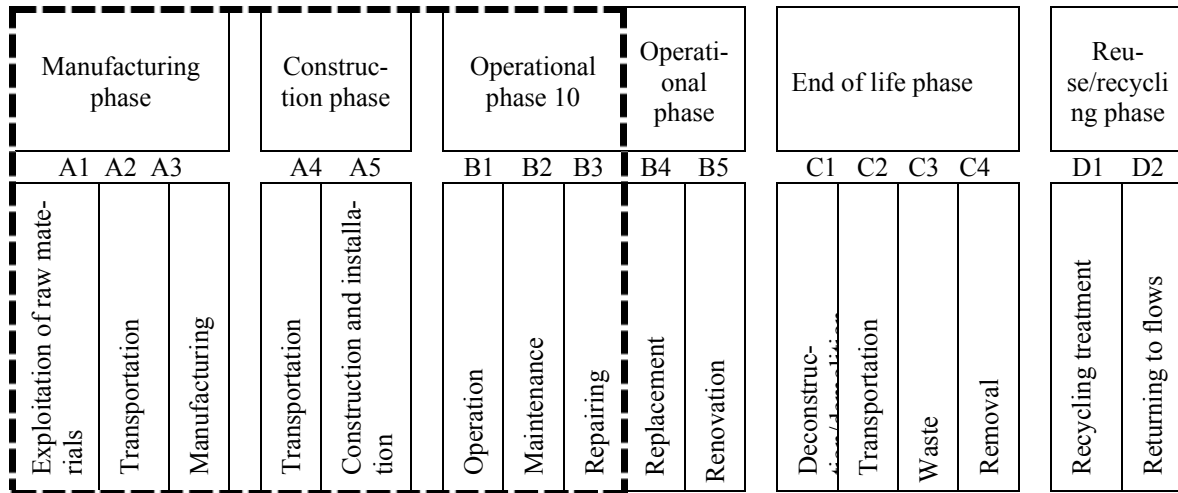 Manufacturing
phase
Construc-
tion phase
Operational
phase 10
Operati-
onal
phase
End of life phase
Reu-
se/recycli
ng phase
A1 A2 A3
A4 A5
B1 B2 B3 B4 B5
C1 C2 C3 C4
D1 D2
Exploitation of raw mate-
rials
Transportation
Manufacturing
Transportation
Construction and installa-
tion
Operation
Maintenance
Repairing
Replacement
Renovation
Deconstruc-
tion/demolition
Transportation
Waste
Removal
Recycling treatment
Returning to flows